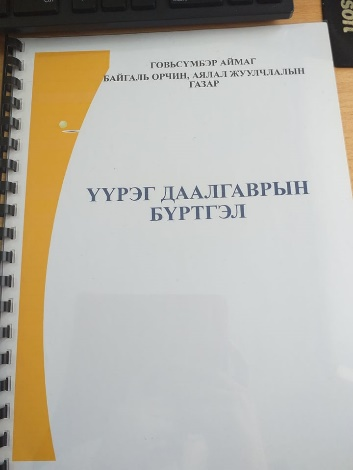 ГОВЬСҮМБЭР АЙМАГ
БАЙГАЛЬ ОРЧИН, АЯЛАЛ ЖУУЛЧЛАЛЫН
ГАЗАР
ҮҮРЭГ ДААЛГАВРЫН
БҮРТГЭЛ